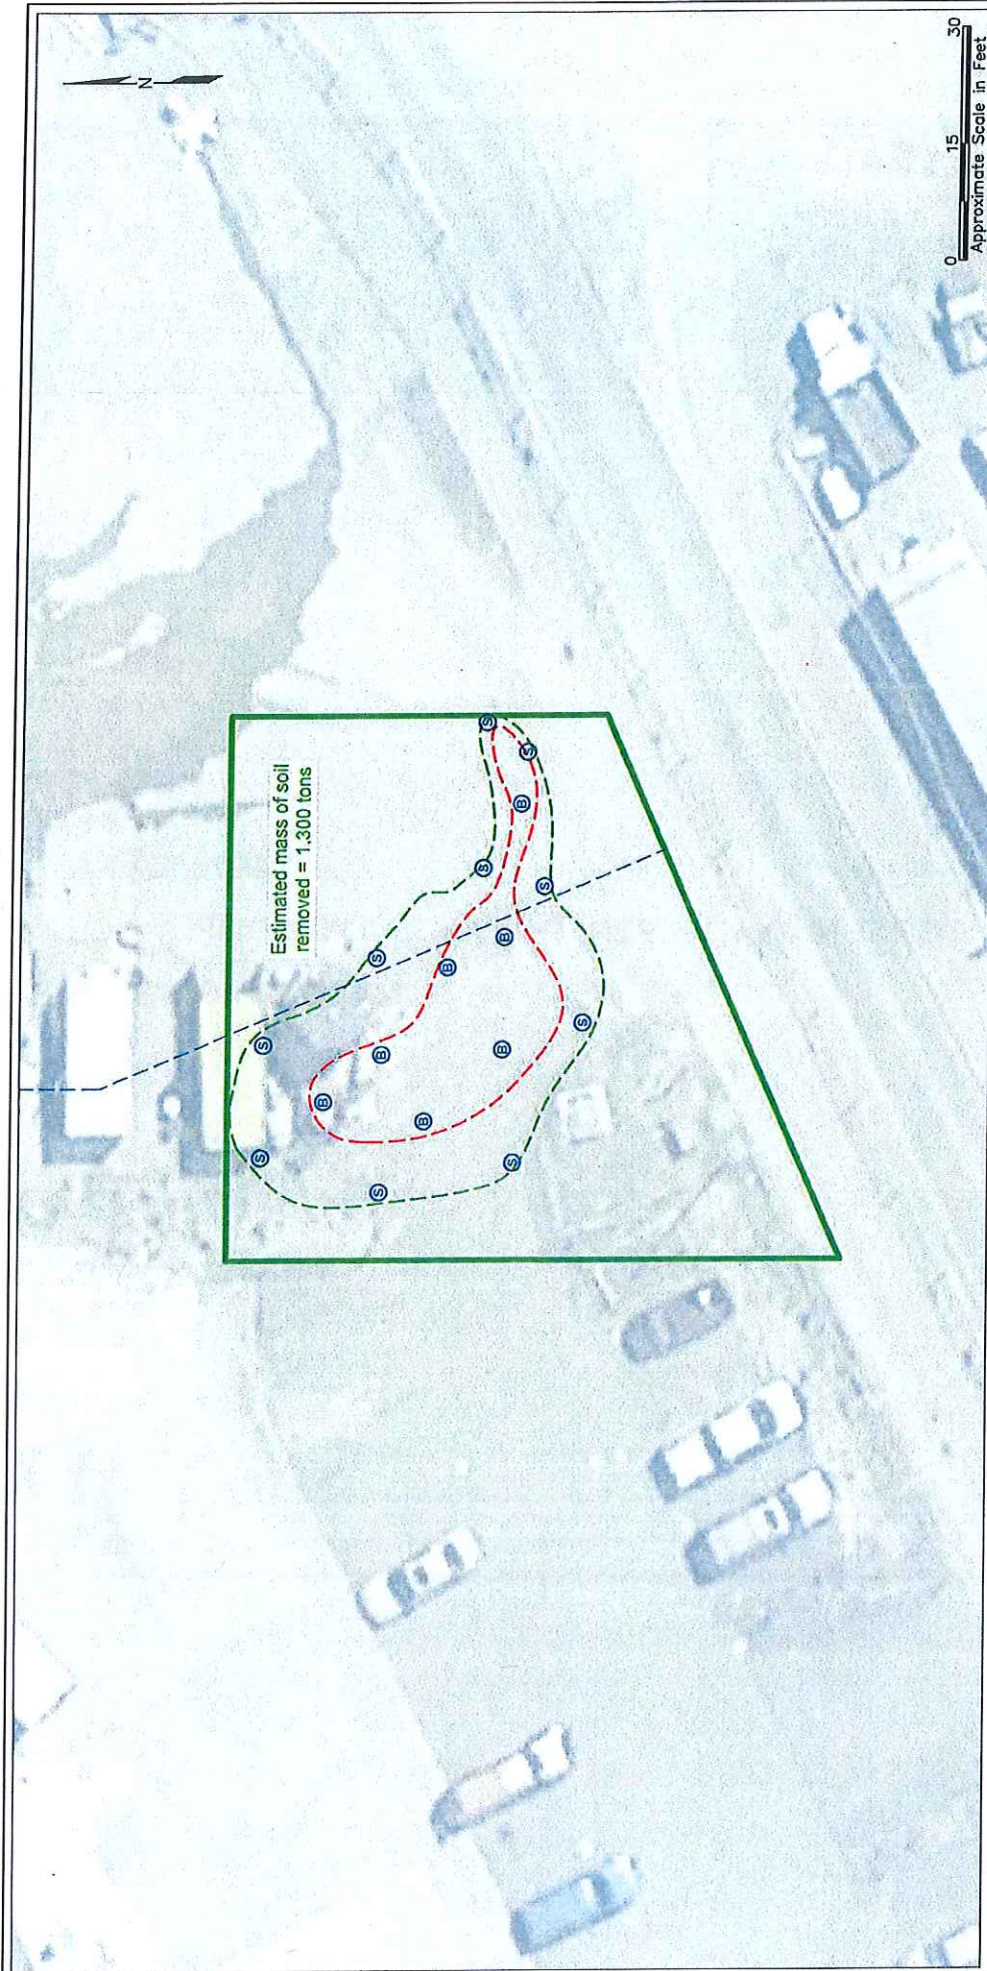 N
Estimated mass of soil
removed = 1,300 tons
S
S
B
S
S
S
B
B
S
B
B
S
B
B
S
S
S
0 15 30
Approximate Scale in Feet